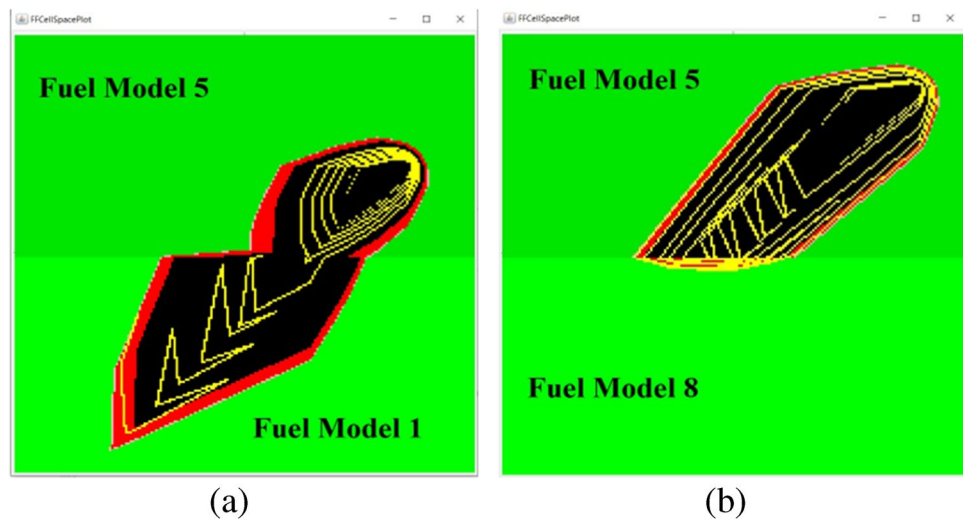 FFCellSpacePlot
Fuel Model 5
Fuel Model 1
(a)
FFCellSpacePlot
Fuel Model 5
Fuel Model 8
(b)